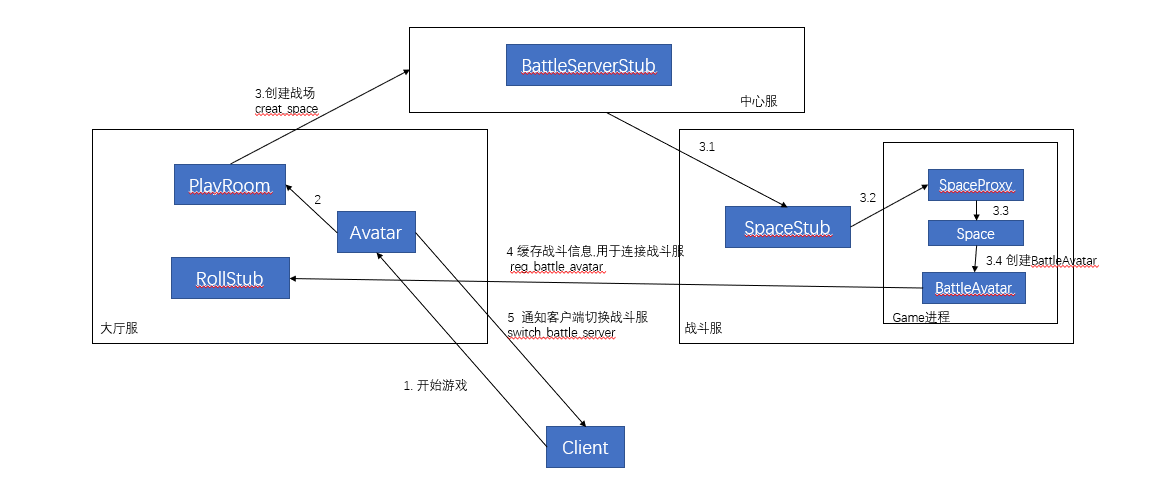 BattleServerStub
中心服
3.创建战场
creat_space
3.1
PlayRoom
2
Avatar
RollStub
大厅服
SpaceStub
3.2
SpaceProxy
3.3
Space
3.4 创建BattleAvatar
BattleAvatar
Game进程
战斗服
4 缓存战斗信息,用于连接战斗服
reg_battle_avatar
5 通知客户端切换战斗服
switch_battle_server
1. 开始游戏
Client